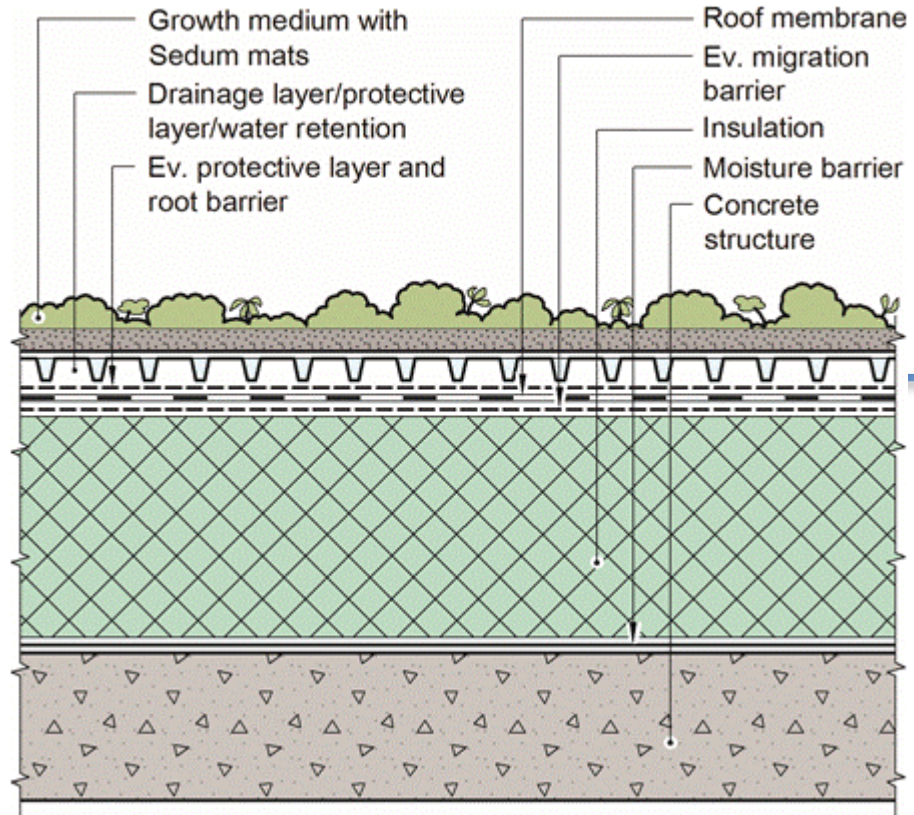 Growth medium with
Sedum mats
Drainage layer/protective
layer/water retention
Ev. protective layer and
root barrier
Roof membrane
Ev. migration
barrier
Insulation
Moisture barrier
Concrete
structure